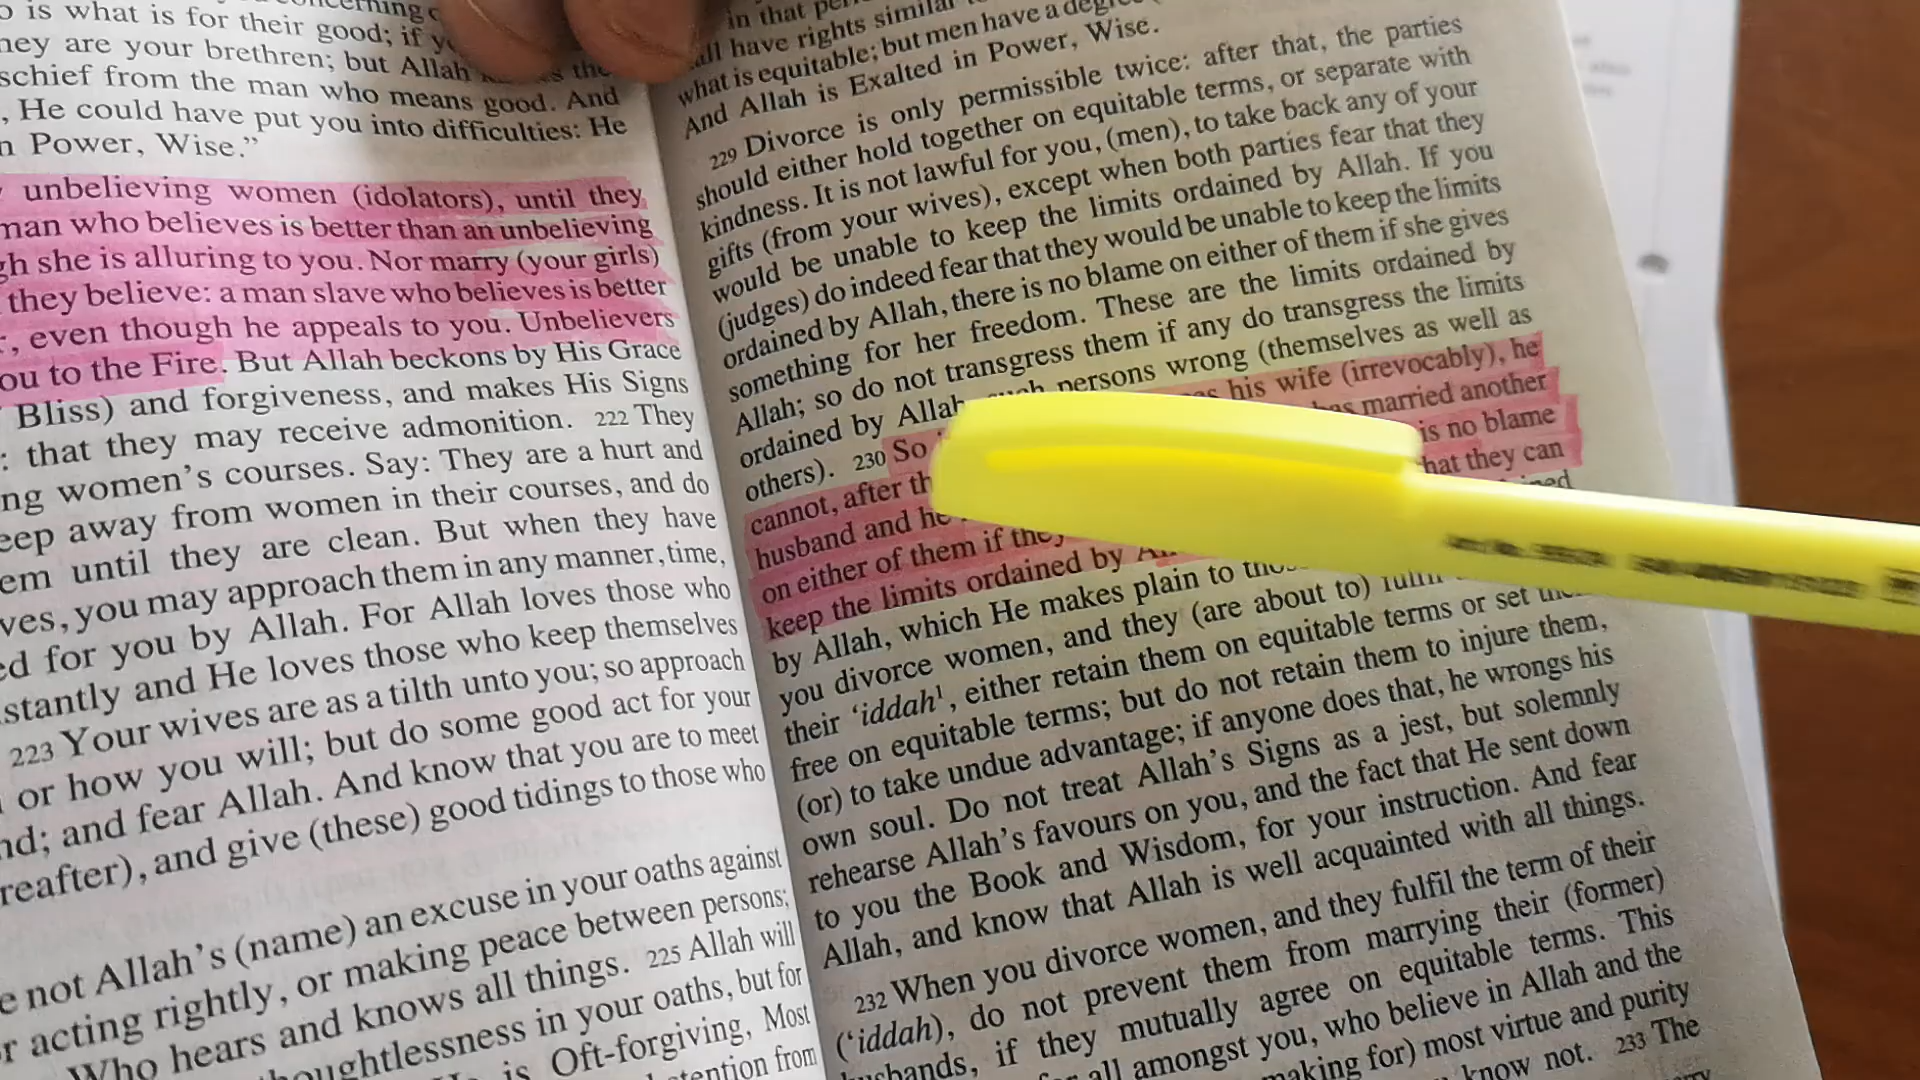 is what is for their good; if
hey are your brethren; but Allah
schief from the man who means good. And
, He could have put you into difficulties: He
n Power, Wise.”
unbelieving women (idolators), until they
man who believes is better than an unbelieving
gh she is alluring to you. Nor marry (your girls)
they believe: a man slave who believes is better
, even though he appeals to you. Unbelievers
ou to the Fire. But Allah beckons by His Grace
Bliss) and forgiveness, and makes His Signs
: that they may receive admonition. 222 They
ng women’s courses. Say: They are a hurt and
eep away from women in their courses, and do
em until they are clean. But when they have
ves, you may approach them in any manner, time,
ed for you by Allah. For Allah loves those who
stantly and He loves those who keep themselves
223 Your wives are as a tilth unto you; so approach
or how you will; but do some good act for your
nd; and fear Allah. And know that you are to meet
reafter), and give (these) good tidings to those who
e not Allah’s (name) an excuse in your oaths against
r acting rightly, or making peace between persons;
Who hears and knows all things. 225 Allah will
houghtlessness in your oaths, but for
is Oft-forgiving, Most
from
in that
all have rights similar
what is equitable; but men have a
And Allah is Exalted in Power, Wise.
229 Divorce is only permissible twice: after that, the parties
should either hold together on equitable terms, or separate with
kindness. It is not lawful for you, (men), to take back any of your
gifts (from your wives), except when both parties fear that they
would be unable to keep the limits ordained by Allah. If you
(judges) do indeed fear that they would be unable to keep the limits
ordained by Allah, there is no blame on either of them if she gives
something for her freedom. These are the limits ordained by
Allah; so do not transgress them if any do transgress the limits
ordained by Allah, such persons wrong (themselves as well as
others). 230 So his wife (irrevocably), he
cannot, after has married another
husband and he is no blame
on either of them if they that they can
keep the limits ordained by
by Allah, which He makes plain to
you divorce women, and they (are about to)
their ‘iddah¹, either retain them on equitable terms or set
free on equitable terms; but do not retain them to injure them,
(or) to take undue advantage; if anyone does that, he wrongs his
own soul. Do not treat Allah’s Signs as a jest, but solemnly
rehearse Allah’s favours on you, and the fact that He sent down
to you the Book and Wisdom, for your instruction. And fear
Allah, and know that Allah is well acquainted with all things.
232 When you divorce women, and they fulfil the term of their
(‘iddah), do not prevent them from marrying their (former)
husbands, if they mutually agree on equitable terms. This
all amongst you, who believe in Allah and the
making for) most virtue and purity
know not. 233 The